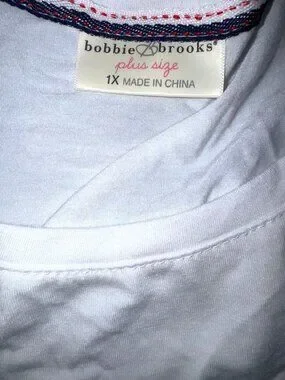 bobbie brooks®
plus size
1X MADE IN CHINA